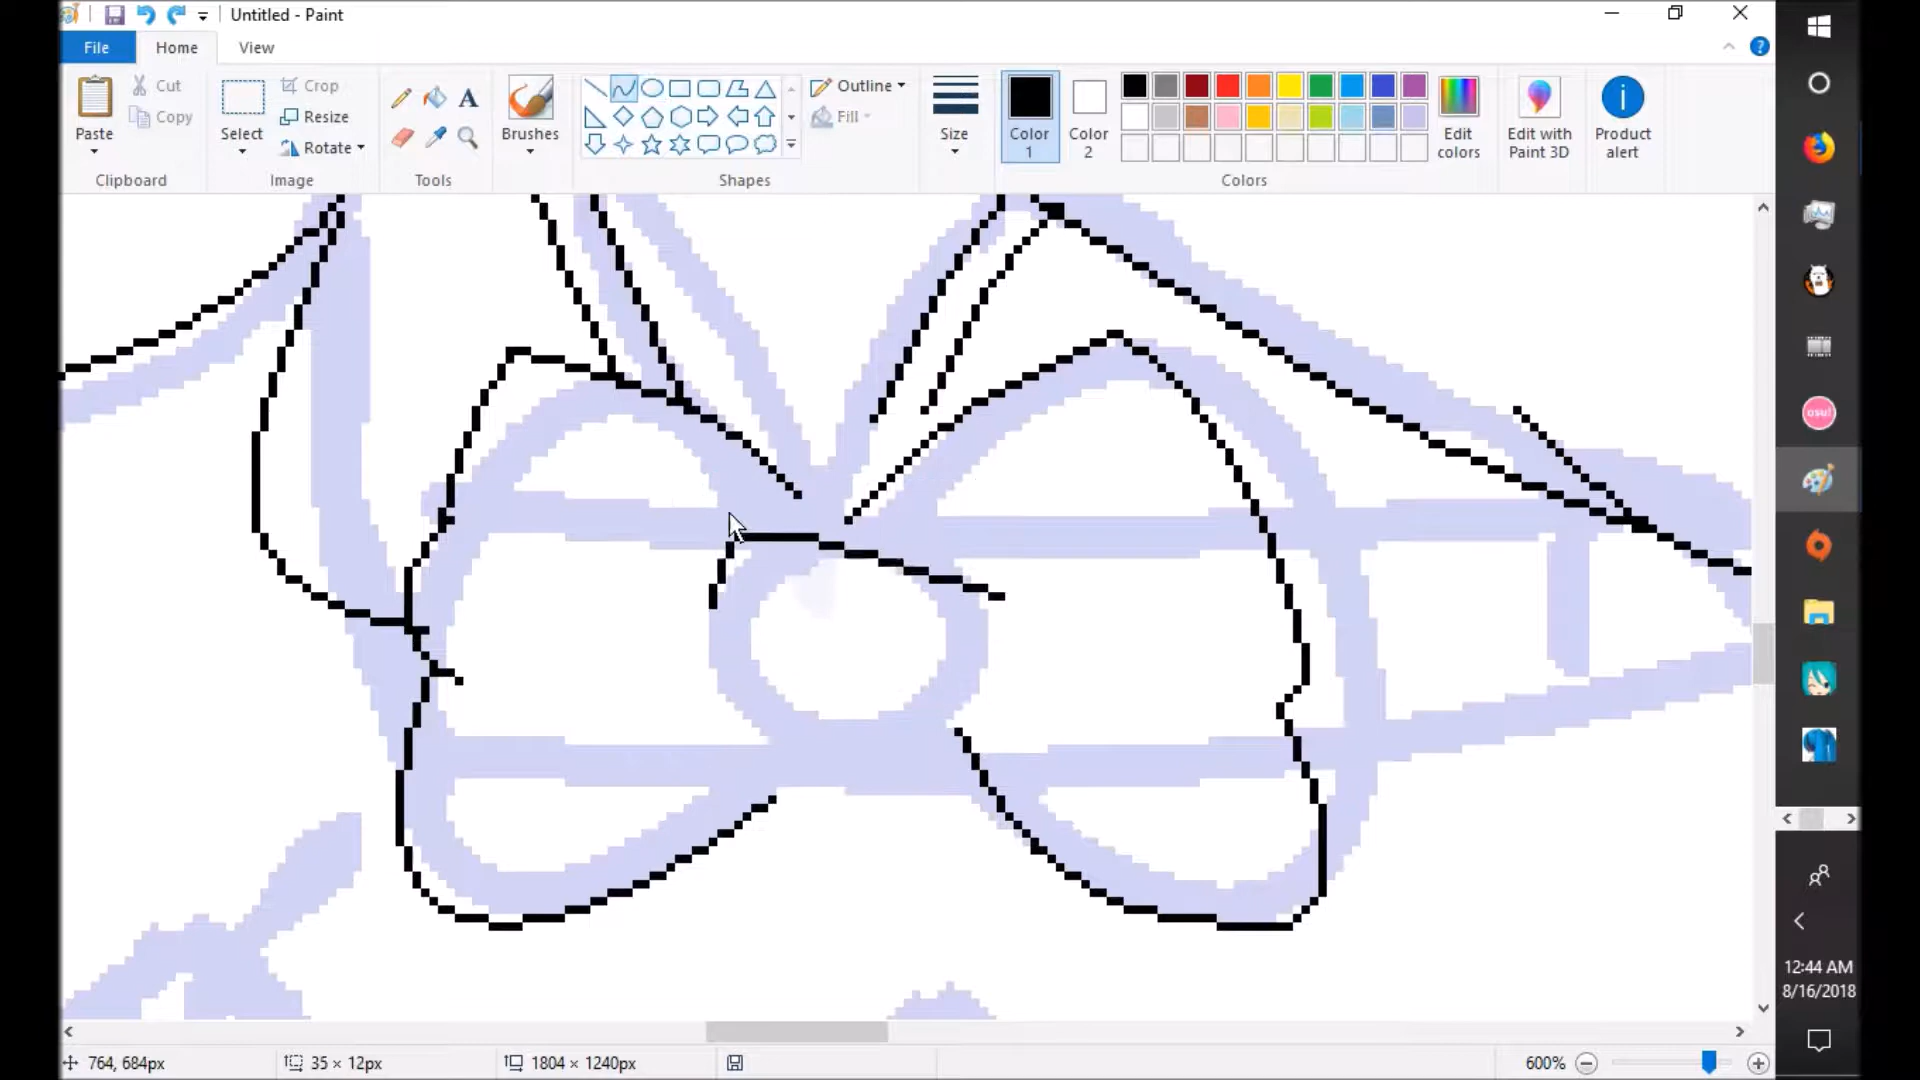 Untitled - Paint
File Home View
Paste
Cut
Copy
Clipboard
Select
Crop
Resize
Rotate
Image
A
Tools
Brushes
Outline
Fill
Shapes
Size
Color 1
Color 2
Edit colors
Colors
Edit with Paint 3D
Product alert
osu!
12:44 AM
8/16/2018
764, 684px
35 × 12px
1804 × 1240px
600%